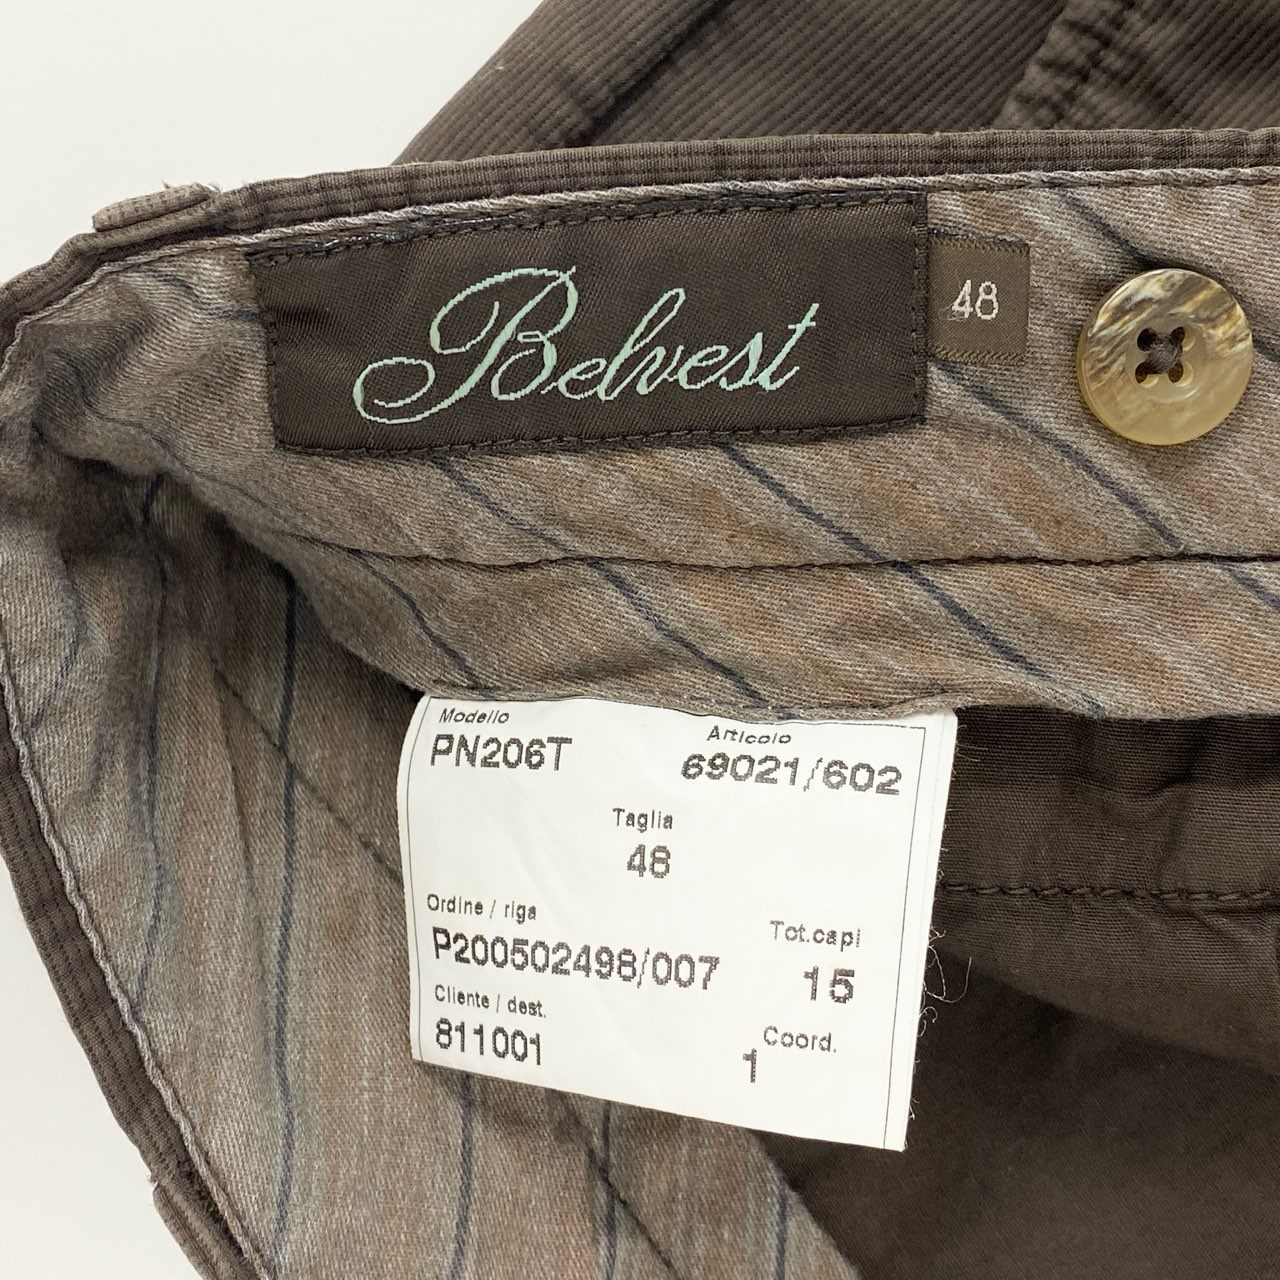 Belvest
48
Modello
Articolo
PN206T
69021/602
Taglia
48
Ordine / riga
Tot.capi
P200502498/007
15
Cliente / dest.
Coord.
811001
1